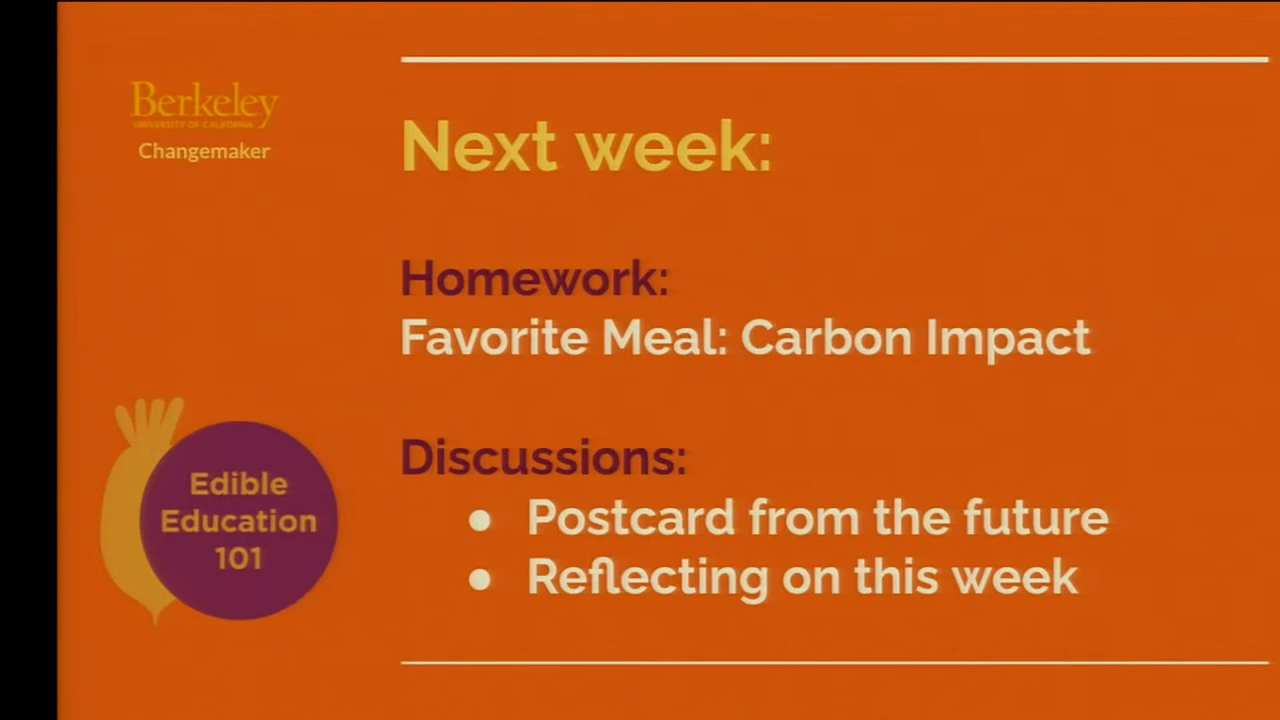 Berkeley
UNIVERSITY OF CALIFORNIA
Changemaker
Next week:
Homework:
Favorite Meal: Carbon Impact
Discussions:
● Postcard from the future
● Reflecting on this week
Edible
Education
101